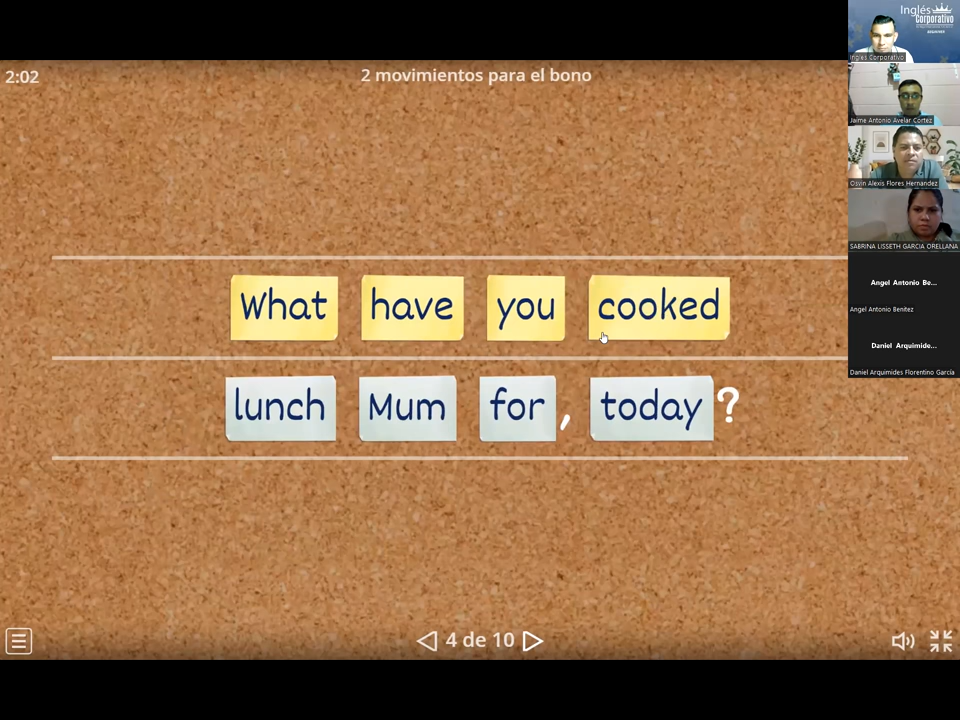 2:02
2 movimientos para el bono
What have you cooked
lunch Mum for, today?
4 de 10
Inglés
Corporativo
Inglés Corporativo
Jaime Antonio Avelar Cortez
Osvin Alexis Flores Hernandez
SABRINA LISSETH GARCIA ORELLANA
Angel Antonio Be...
Angel Antonio Benitez
Daniel Arquimide...
Daniel Arquimides Florentino García